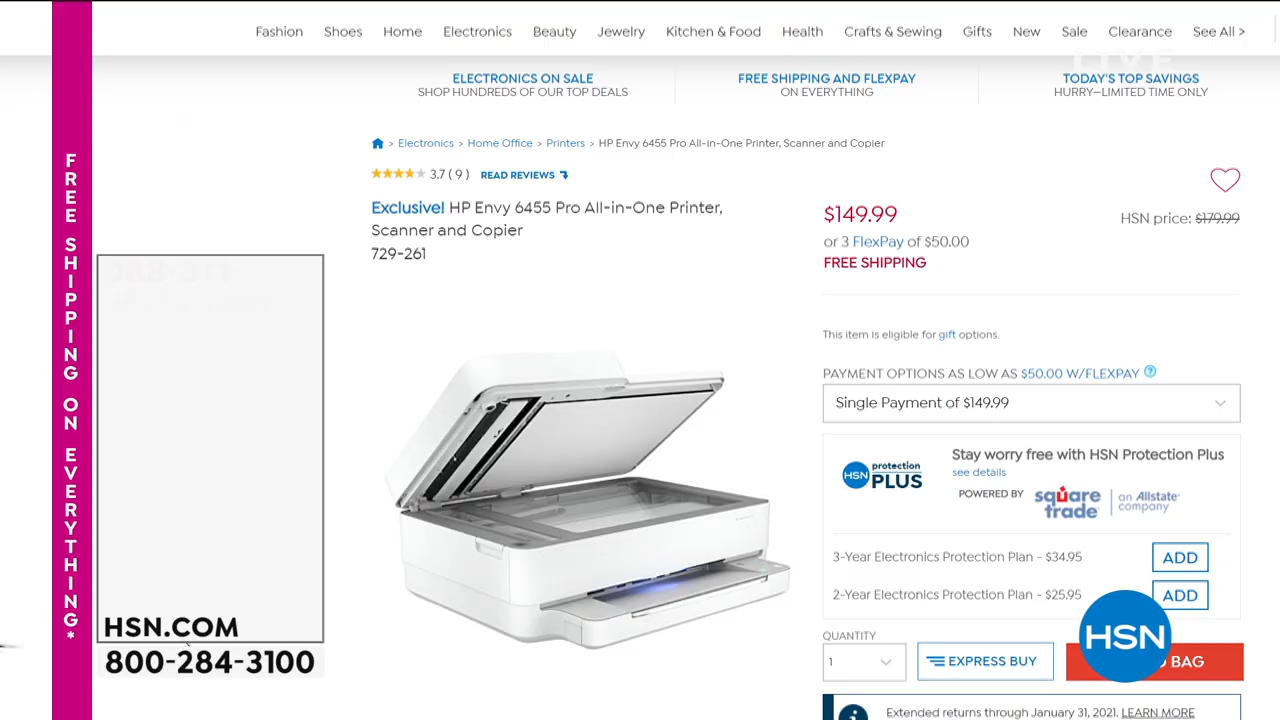 Fashion Shoes Home Electronics Beauty Jewelry Kitchen & Food Health Crafts & Sewing Gifts New Sale Clearance See All >
LIVE
ELECTRONICS ON SALE
SHOP HUNDREDS OF OUR TOP DEALS
FREE SHIPPING AND FLEXPAY
ON EVERYTHING
TODAY'S TOP SAVINGS
HURRY—LIMITED TIME ONLY
FREE SHIPPING ON EVERYTHING*
> Electronics > Home Office > Printers > HP Envy 6455 Pro All-in-One Printer, Scanner and Copier
3.7 ( 9 ) READ REVIEWS
Exclusive! HP Envy 6455 Pro All-in-One Printer,
Scanner and Copier
729-261
$149.99
HSN price: $179.99
or 3 FlexPay of $50.00
FREE SHIPPING
This item is eligible for gift options.
PAYMENT OPTIONS AS LOW AS $50.00 W/FLEXPAY ?
Single Payment of $149.99
HSN protection PLUS
Stay worry free with HSN Protection Plus
see details
POWERED BY square trade | an Allstate company
3-Year Electronics Protection Plan - $34.95 ADD
2-Year Electronics Protection Plan - $25.95 ADD
QUANTITY
1
EXPRESS BUY
BAG
HSN
Extended returns through January 31, 2021. LEARN MORE
HSN.COM
800-284-3100